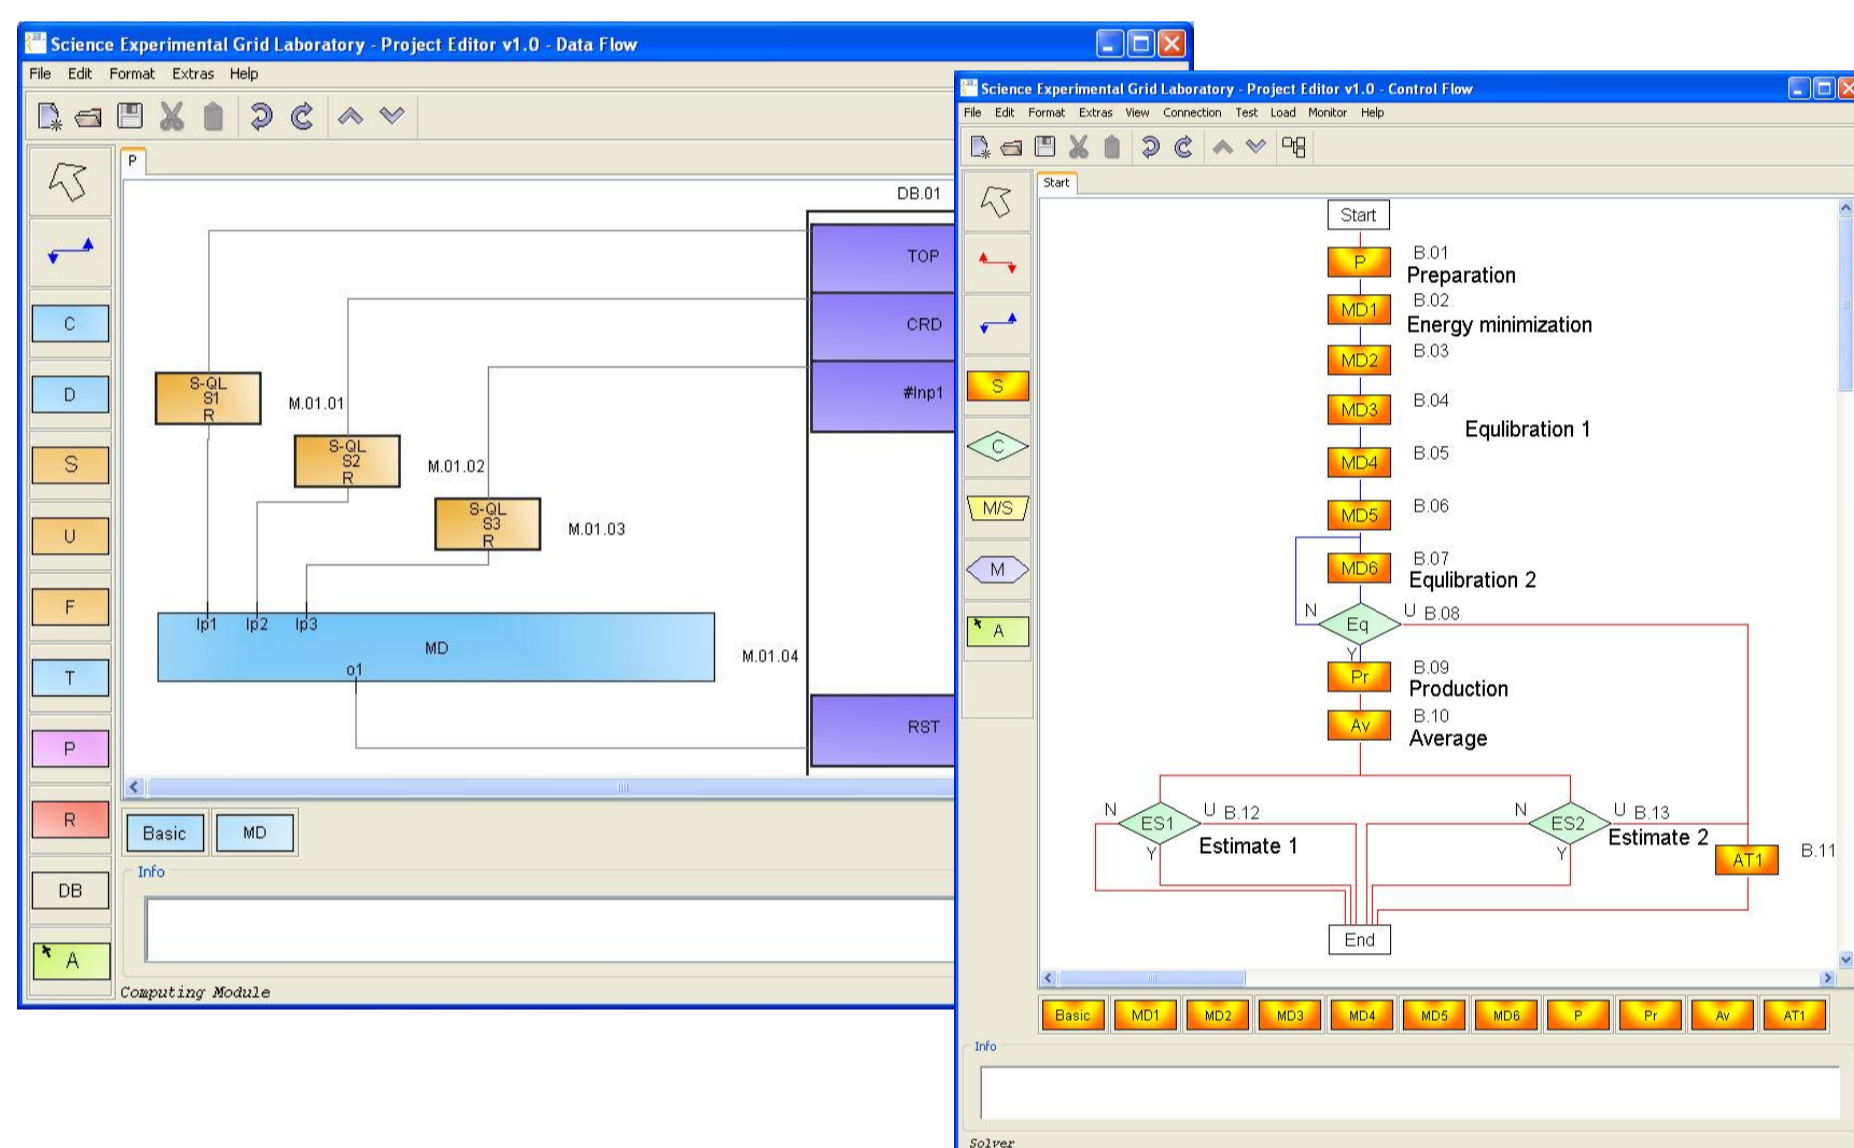 Science Experimental Grid Laboratory - Project Editor v1.0 - Data Flow
File Edit Format Extras Help
P
C
D
S
U
F
T
P
R
DB
A
DB.01
TOP
CRD
#Inp1
RST
S-QL
S1
R
M.01.01
S-QL
S2
R
M.01.02
S-QL
S3
R
M.01.03
Ip1 Ip2 Ip3
MD
o1
M.01.04
Basic MD
Info
Computing Module
Science Experimental Grid Laboratory - Project Editor v1.0 - Control Flow
File Edit Format Extras View Connection Test Load Monitor Help
Start
S
C
M/S
M
A
Start
P B.01
Preparation
MD1 B.02
Energy minimization
MD2 B.03
MD3 B.04
Equlibration 1
MD4 B.05
MD5 B.06
MD6 B.07
Equlibration 2
N Eq U B.08
Y
Pr B.09
Production
Av B.10
Average
N ES1 U B.12
Y Estimate 1
N ES2 U B.13
Y Estimate 2
AT1 B.11
End
Basic MD1 MD2 MD3 MD4 MD5 MD6 P Pr Av AT1
Info
Solver